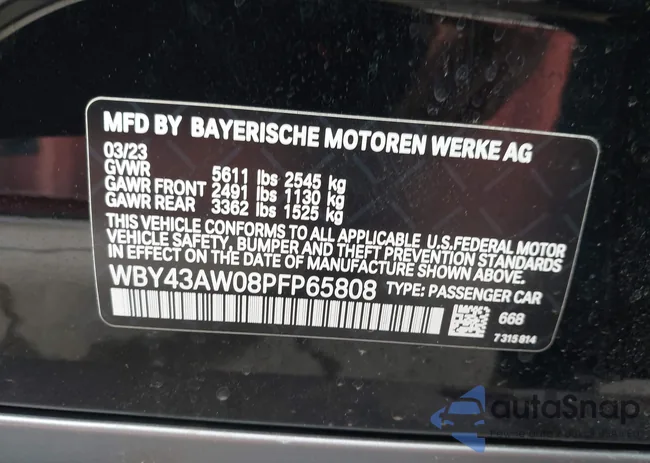 MFD BY BAYERISCHE MOTOREN WERKE AG
03/23
GVWR 5611 lbs 2545 kg
GAWR FRONT 2491 lbs 1130 kg
GAWR REAR 3362 lbs 1525 kg
THIS VEHICLE CONFORMS TO ALL APPLICABLE U.S.FEDERAL MOTOR
VEHICLE SAFETY, BUMPER AND THEFT PREVENTION STANDARDS
IN EFFECT ON THE DATE OF MANUFACTURE SHOWN ABOVE.
WBY43AW08PFP65808 TYPE: PASSENGER CAR
668
7315814
autoSnap